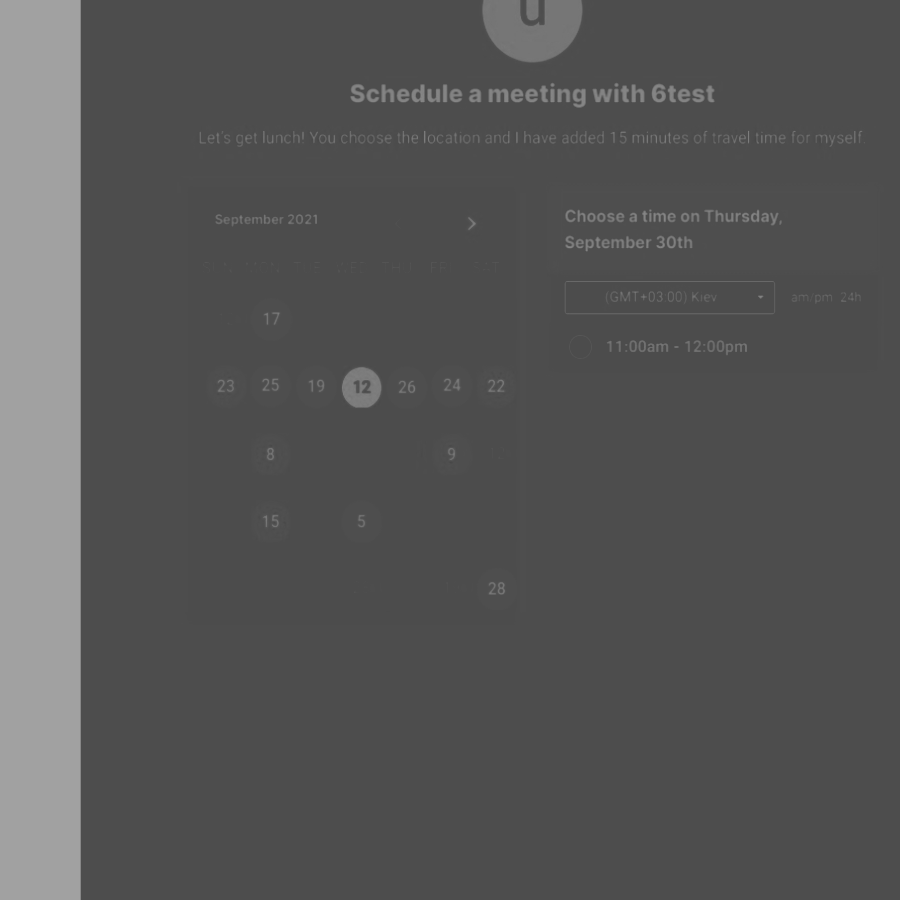 u
Schedule a meeting with 6test
Let's get lunch! You choose the location and I have added 15 minutes of travel time for myself.
September 2021
Choose a time on Thursday,
September 30th
(GMT+03:00) Kiev am/pm 24h
11:00am - 12:00pm
17
23 25 19 12 26 24 22
8 9
15 5
28